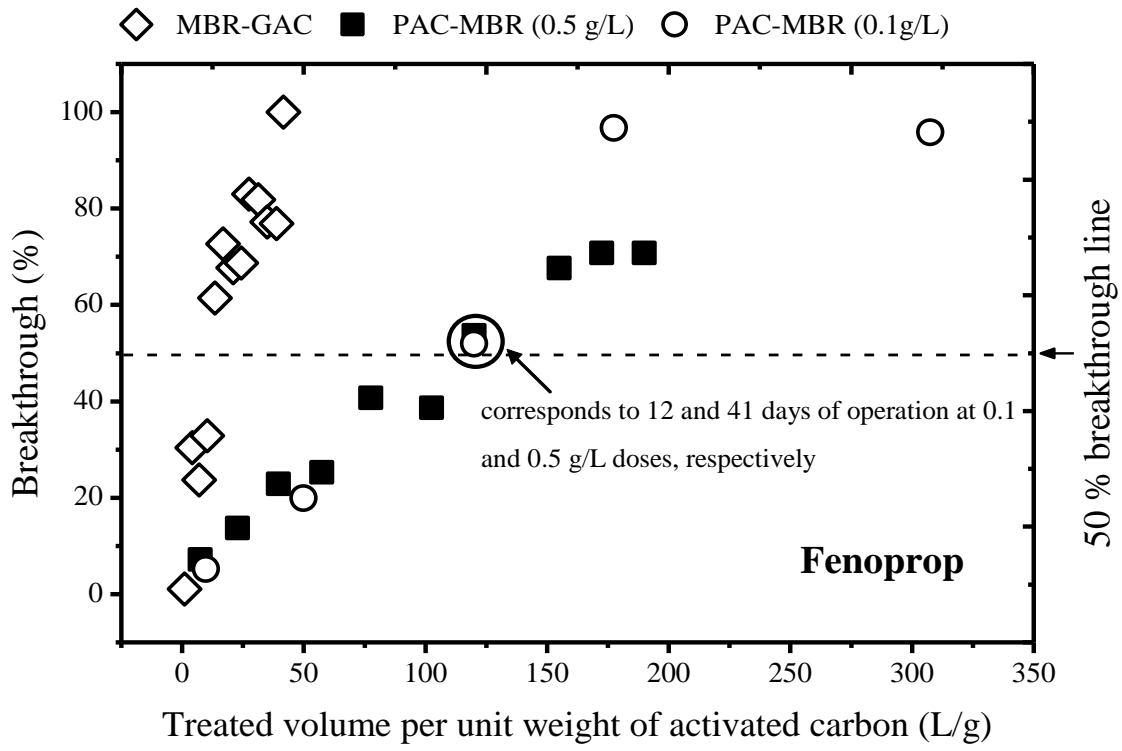 MBR-GAC PAC-MBR (0.5 g/L) PAC-MBR (0.1g/L)
Breakthrough (%)
100
80
60
40
20
0
corresponds to 12 and 41 days of operation at 0.1
and 0.5 g/L doses, respectively
Fenoprop
50 % breakthrough line
0 50 100 150 200 250 300 350
Treated volume per unit weight of activated carbon (L/g)